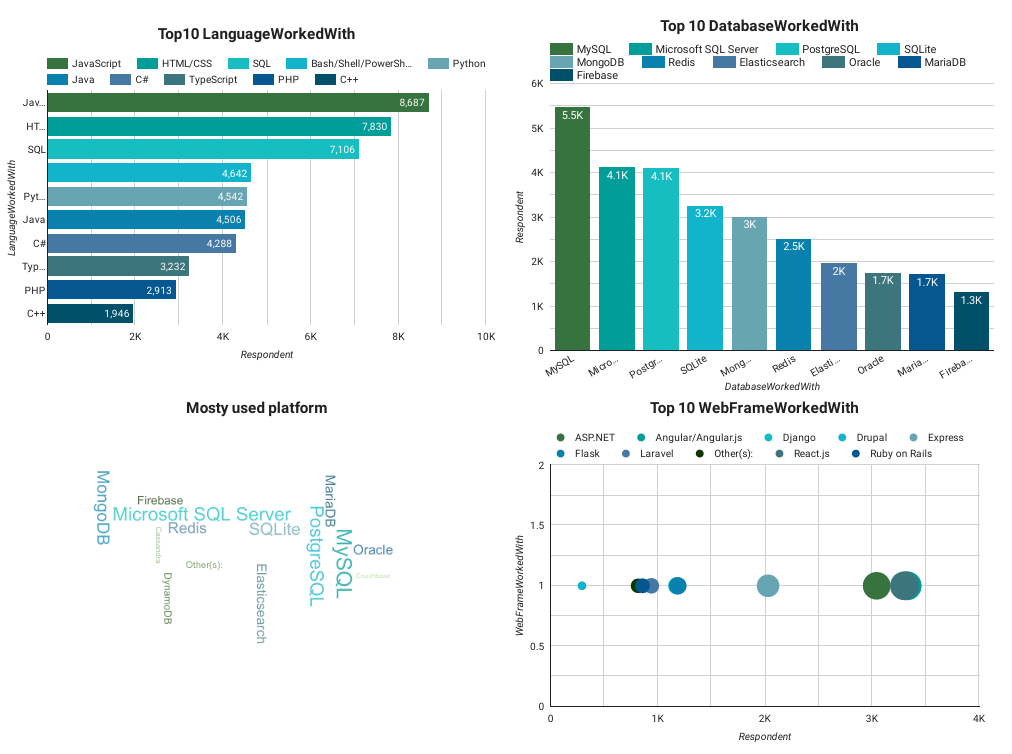 Top10 LanguageWorkedWith
JavaScript HTML/CSS SQL Bash/Shell/PowerSh... Python
Java C# TypeScript PHP C++
LanguageWorkedWith
Jav... 8,687
HT... 7,830
SQL 7,106
4,642
Pyt... 4,542
Java 4,506
C# 4,288
Typ... 3,232
PHP 2,913
C++ 1,946
0 2K 4K 6K 8K 10K
Respondent
Top 10 DatabaseWorkedWith
MySQL Microsoft SQL Server PostgreSQL SQLite
MongoDB Redis Elasticsearch Oracle MariaDB
Firebase
Respondent
6K
5K
4K
3K
2K
1K
0
5.5K 4.1K 4.1K 3.2K 3K 2.5K 2K 1.7K 1.7K 1.3K
MySQL Micro... Postgr... SQLite Mong... Redis Elasti... Oracle Maria... Fireba...
DatabaseWorkedWith
Mosty used platform
MongoDB
Firebase
Microsoft SQL Server
Redis
SQLite
MariaDB
PostgreSQL
MySQL
Oracle
Cassandra
Other(s):
Couchbase
DynamoDB
Elasticsearch
Top 10 WebFrameWorkedWith
ASP.NET Angular/Angular.js Django Drupal Express
Flask Laravel Other(s): React.js Ruby on Rails
WebFrameWorkedWith
2
1.5
1
0.5
0
0 1K 2K 3K 4K
Respondent